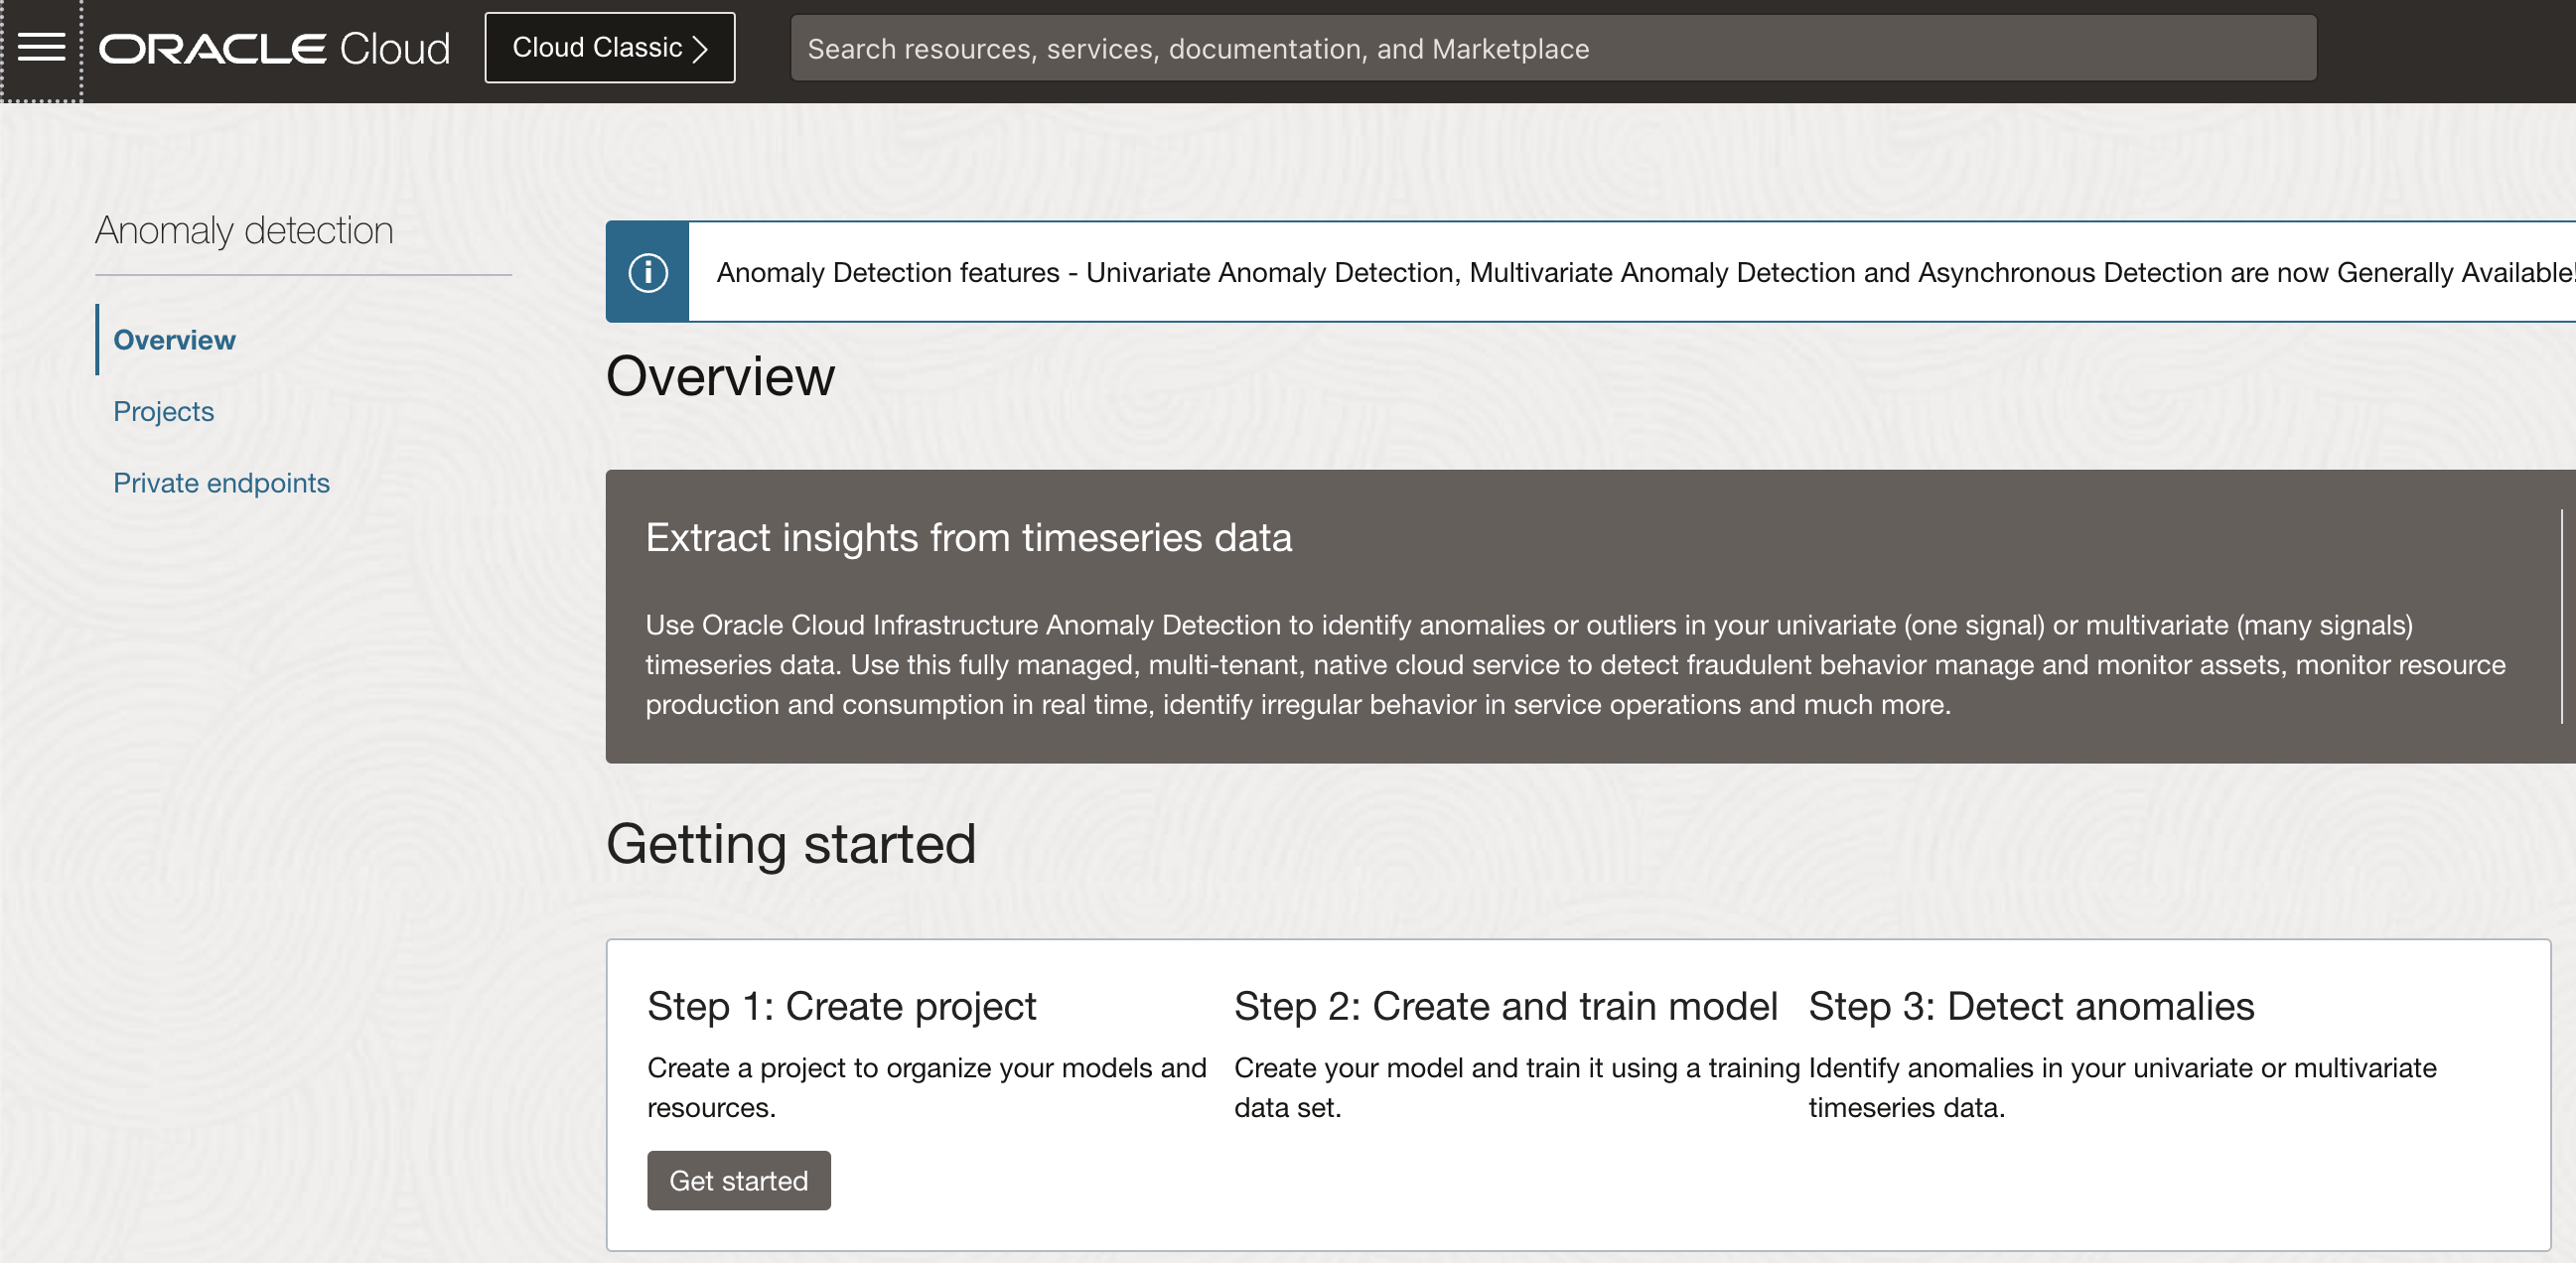 ORACLE Cloud
Cloud Classic
Search resources, services, documentation, and Marketplace
Anomaly detection
Overview
Projects
Private endpoints
Anomaly Detection features - Univariate Anomaly Detection, Multivariate Anomaly Detection and Asynchronous Detection are now Generally Available!
Overview
Extract insights from timeseries data
Use Oracle Cloud Infrastructure Anomaly Detection to identify anomalies or outliers in your univariate (one signal) or multivariate (many signals)
timeseries data. Use this fully managed, multi-tenant, native cloud service to detect fraudulent behavior manage and monitor assets, monitor resource
production and consumption in real time, identify irregular behavior in service operations and much more.
Getting started
Step 1: Create project
Create a project to organize your models and
resources.
Get started
Step 2: Create and train model
Create your model and train it using a training
data set.
Step 3: Detect anomalies
Identify anomalies in your univariate or multivariate
timeseries data.